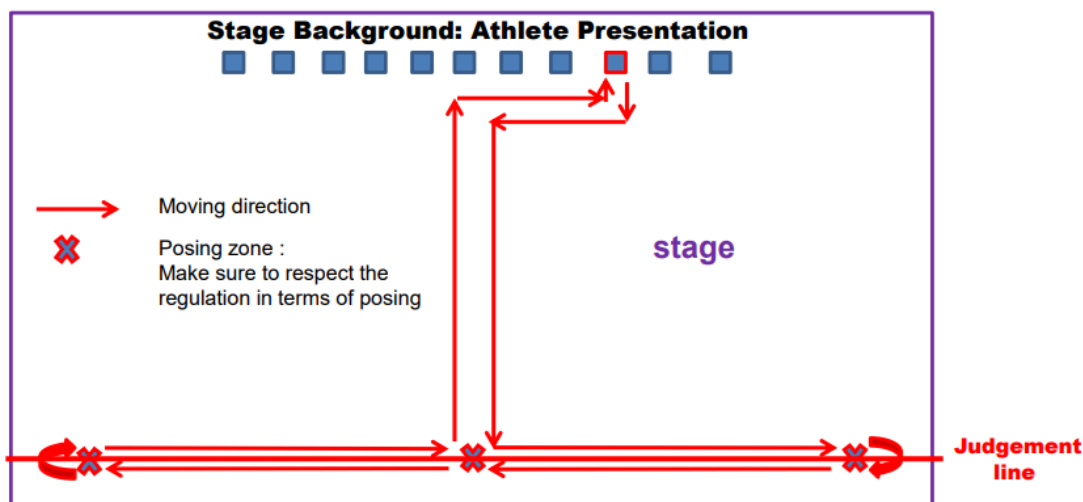 Stage Background: Athlete Presentation
Moving direction
Posing zone :
Make sure to respect the
regulation in terms of posing
stage
Judgement
line